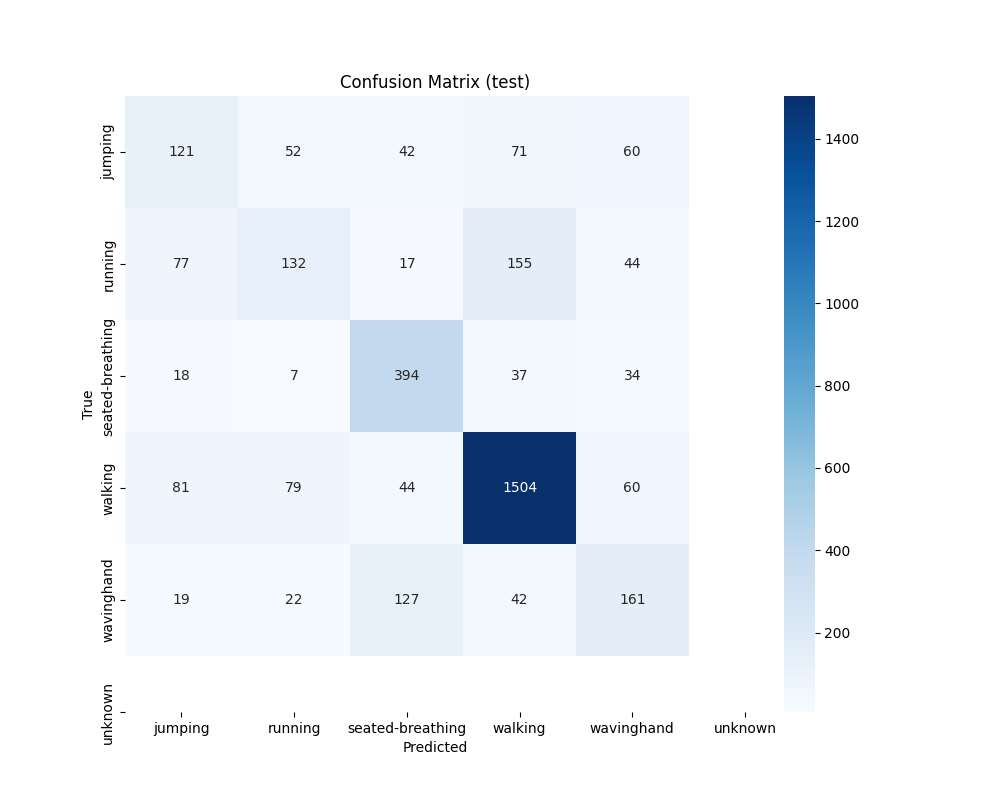 Confusion Matrix (test)
True
jumping 121 52 42 71 60
running 77 132 17 155 44
seated-breathing 18 7 394 37 34
walking 81 79 44 1504 60
wavinghand 19 22 127 42 161
unknown
jumping running seated-breathing walking wavinghand unknown
Predicted
1400
1200
1000
800
600
400
200